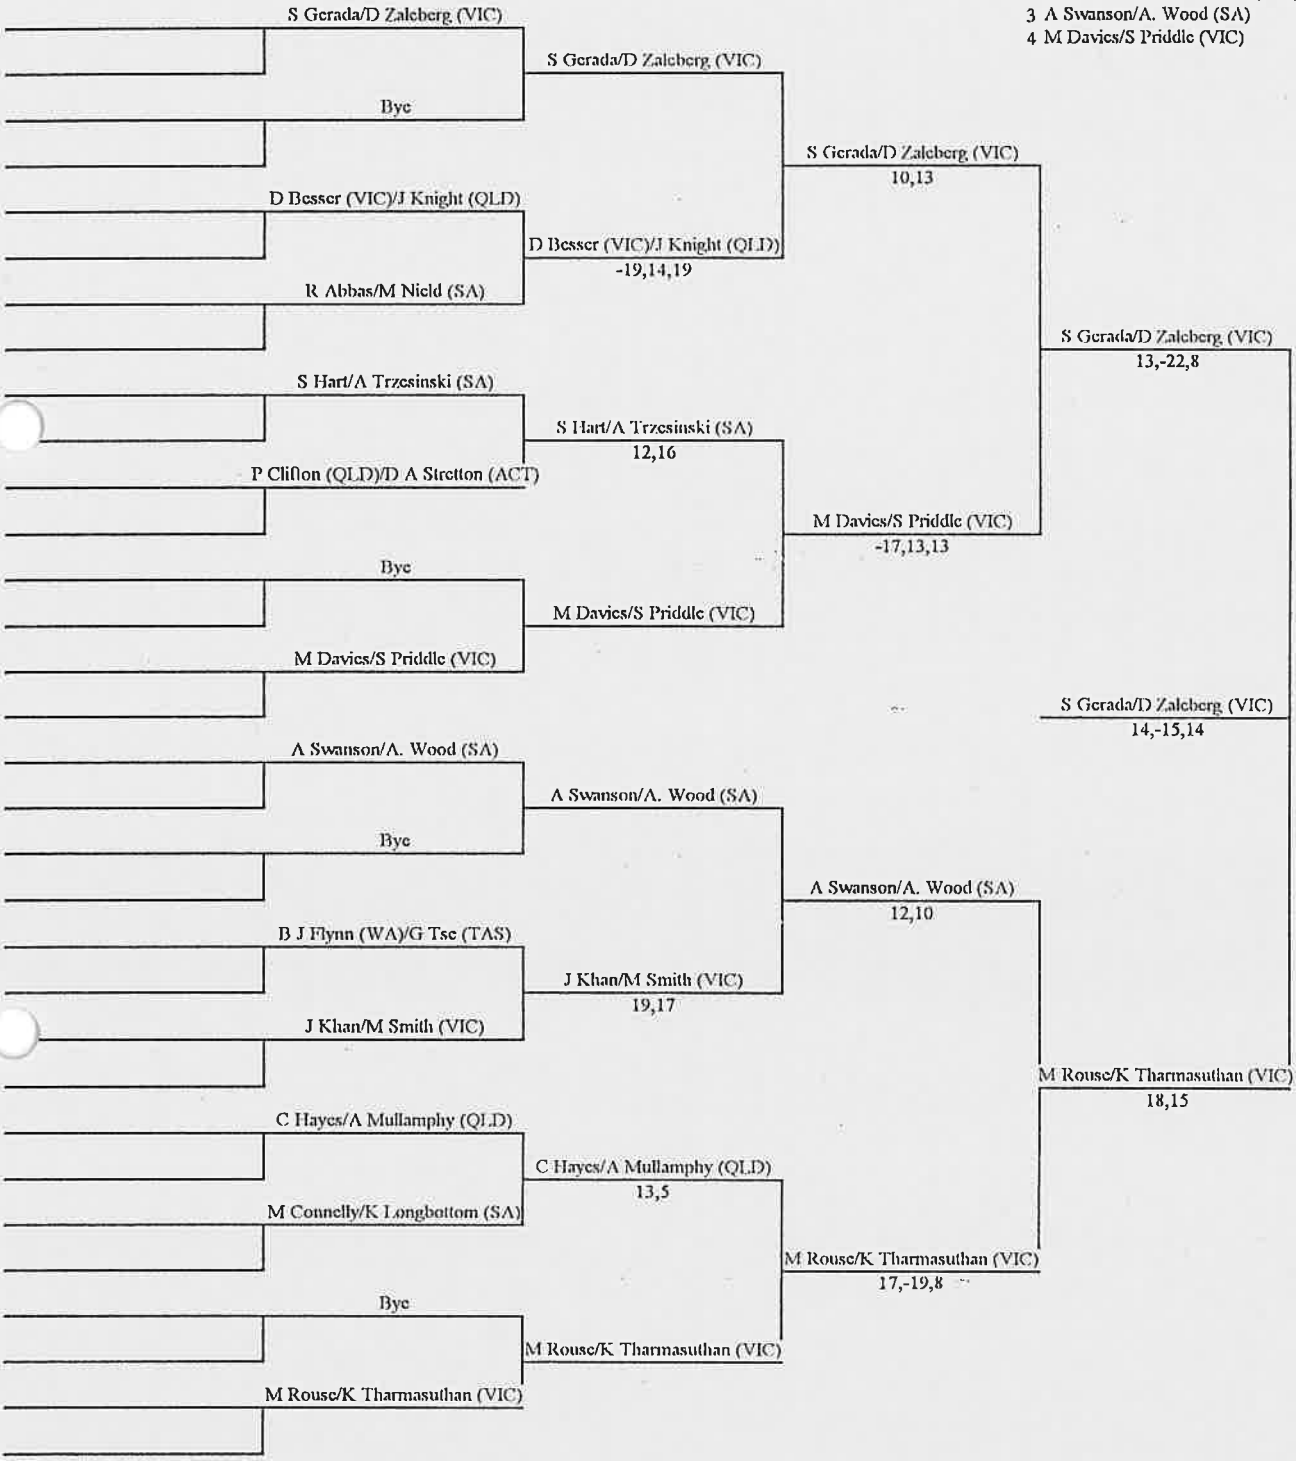 3 A Swanson/A. Wood (SA)
4 M Davies/S Priddle (VIC)
S Gerada/D Zaleberg (VIC)
Bye
D Besser (VIC)/J Knight (QLD)
R Abbas/M Nield (SA)
S Hart/A Trzesinski (SA)
P Clifton (QLD)/D A Stretton (ACT)
Bye
M Davies/S Priddle (VIC)
A Swanson/A. Wood (SA)
Bye
B J Flynn (WA)/G Tse (TAS)
J Khan/M Smith (VIC)
C Hayes/A Mullamphy (QLD)
M Connelly/K Longbottom (SA)
Bye
M Rouse/K Tharmasuthan (VIC)
S Gerada/D Zaleberg (VIC)
D Besser (VIC)/J Knight (QLD)
-19,14,19
S Hart/A Trzesinski (SA)
12,16
M Davies/S Priddle (VIC)
A Swanson/A. Wood (SA)
J Khan/M Smith (VIC)
19,17
C Hayes/A Mullamphy (QLD)
13,5
M Rouse/K Tharmasuthan (VIC)
S Gerada/D Zaleberg (VIC)
10,13
M Davies/S Priddle (VIC)
-17,13,13
A Swanson/A. Wood (SA)
12,10
M Rouse/K Tharmasuthan (VIC)
17,-19,8
S Gerada/D Zaleberg (VIC)
13,-22,8
M Rouse/K Tharmasuthan (VIC)
18,15
S Gerada/D Zaleberg (VIC)
14,-15,14